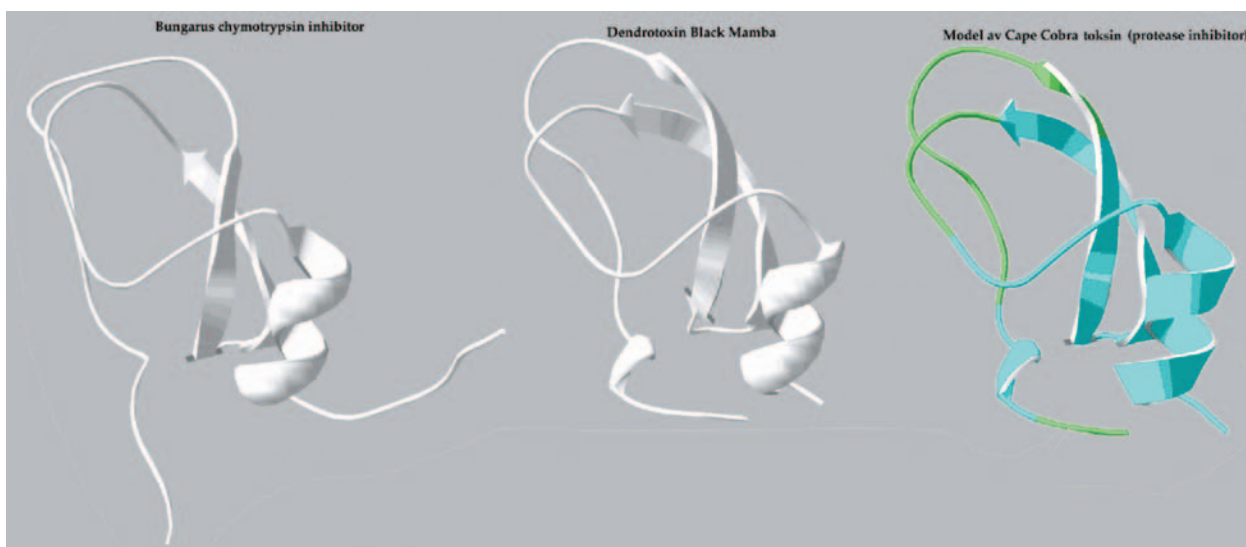 Bungarus chymotrypsin inhibitor
Dendrotoxin Black Mamba
Model av Cape Cobra toksin (protease inhibitor)